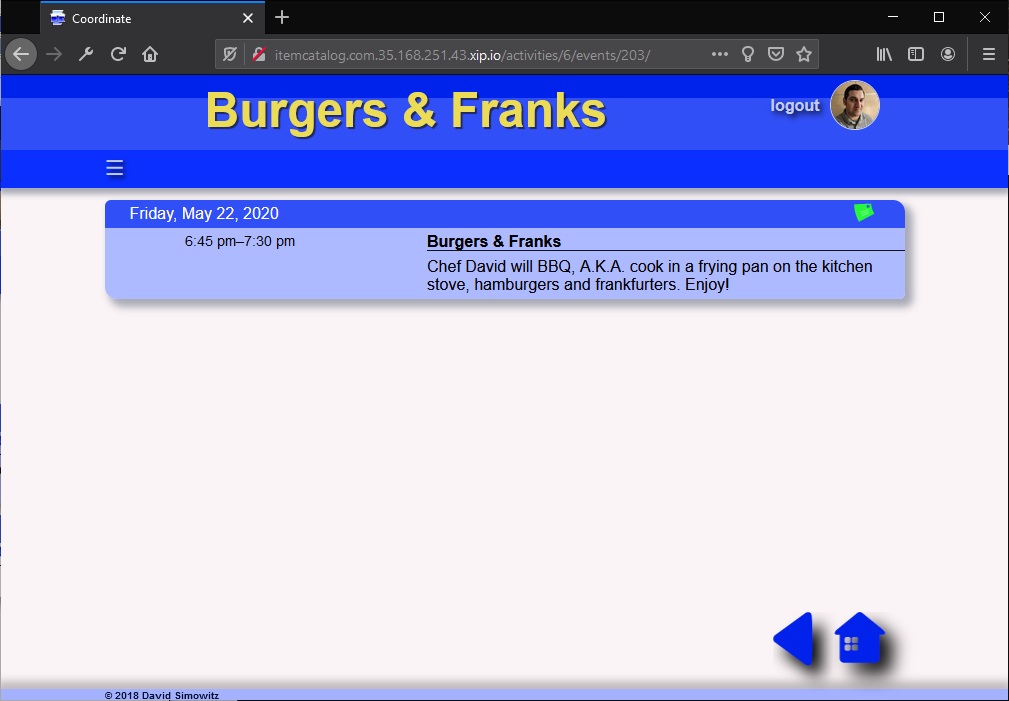 Coordinate
itemcatalog.com.35.168.251.43.xip.io/activities/6/events/203/
Burgers & Franks
logout
Friday, May 22, 2020
6:45 pm–7:30 pm
Burgers & Franks
Chef David will BBQ, A.K.A. cook in a frying pan on the kitchen
stove, hamburgers and frankfurters. Enjoy!
© 2018 David Simowitz